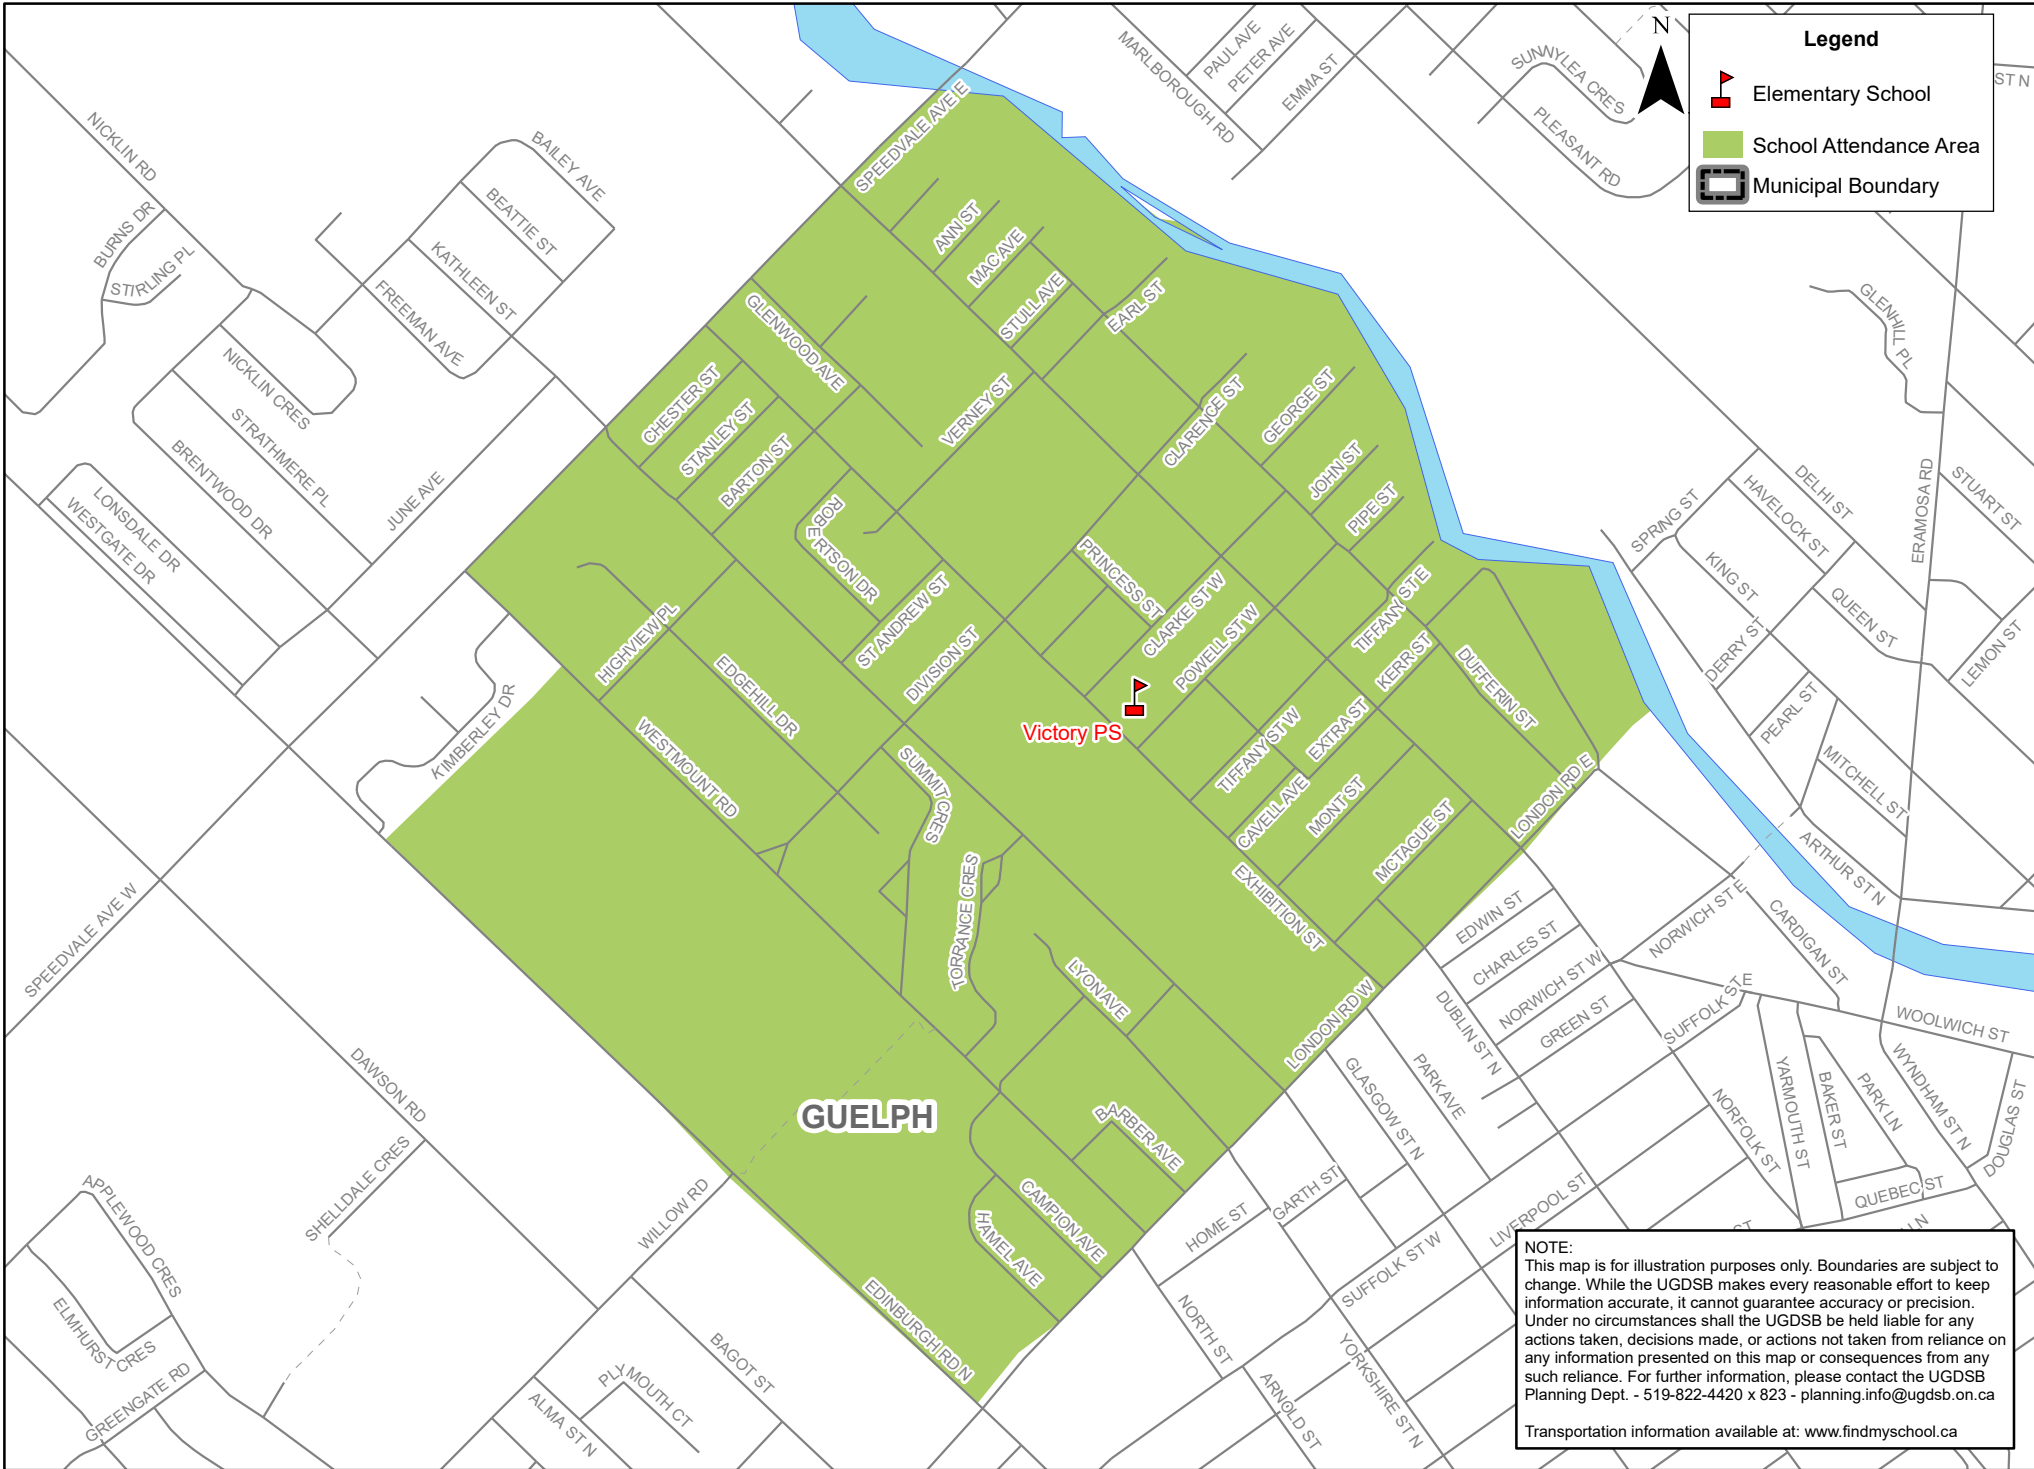 N
Legend
Elementary School
School Attendance Area
Municipal Boundary
ST N
PAUL AVE
PETER AVE
MARLBOROUGH RD
EMMA ST
SUNNYLEA CRES
PLEASANT RD
NICKLIN RD
BAILEY AVE
BEATTIE ST
SPEEDVALE AVE E
BURNS DR
STIRLING PL
KATHLEEN ST
FREEMAN AVE
ANN ST
MAC AVE
STULL AVE
EARL ST
GLENHILL PL
GLENWOOD AVE
NICKLIN CRES
STRATHMERE PL
BRENTWOOD DR
CHESTER ST
STANLEY ST
BARTON ST
VERNEY ST
CLARENCE ST
GEORGE ST
JOHN ST
PIPE ST
JUNE AVE
LONSDALE DR
WESTGATE DR
ROBERTSON DR
PRINCESS ST
SPRING ST
DELHI ST
HAVELOCK ST
ERAMOSA RD
STUART ST
KING ST
QUEEN ST
DERRY ST
LEMON ST
HIGHVIEW PL
ST ANDREW ST
DIVISION ST
CLARKE ST W
POWELL ST W
TIFFANY ST E
KERR ST
DUFFERIN ST
EDGEHILL DR
WESTMOUNT RD
KIMBERLEY DR
Victory PS
TIFFANY ST W
EXTRA ST
PEARL ST
MITCHELL ST
SUMMIT CRES
CAVELL AVE
MONT ST
MCTAGUE ST
LONDON RD E
ARTHUR ST N
EXHIBITION ST
TORRANCE CRES
LYON AVE
EDWIN ST
CHARLES ST
NORWICH ST E
CARDIGAN ST
NORWICH ST W
GREEN ST
SUFFOLK ST E
WOOLWICH ST
SPEEDVALE AVE W
LONDON RD W
DUBLIN ST N
PARK AVE
GLASGOW ST N
DAWSON RD
GUELPH
BARBER AVE
NORFOLK ST
YARMOUTH ST
BAKER ST
PARK LN
WYNDHAM ST N
DOUGLAS ST
QUEBEC ST
SHELLDALE CRES
APPLEWOOD CRES
WILLOW RD
CAMPION AVE
HAMEL AVE
HOME ST
GARTH ST
LIVERPOOL ST
SUFFOLK ST W
ST
LN
EDINBURGH RD N
ELMHURST CRES
GREENGATE RD
BAGOT ST
PLYMOUTH CT
ALMA ST N
NORTH ST
ARNOLD ST
YORKSHIRE ST N
NOTE:
This map is for illustration purposes only. Boundaries are subject to
change. While the UGDSB makes every reasonable effort to keep
information accurate, it cannot guarantee accuracy or precision.
Under no circumstances shall the UGDSB be held liable for any
actions taken, decisions made, or actions not taken from reliance on
any information presented on this map or consequences from any
such reliance. For further information, please contact the UGDSB
Planning Dept. - 519-822-4420 x 823 - planning.info@ugdsb.on.ca
Transportation information available at: www.findmyschool.ca